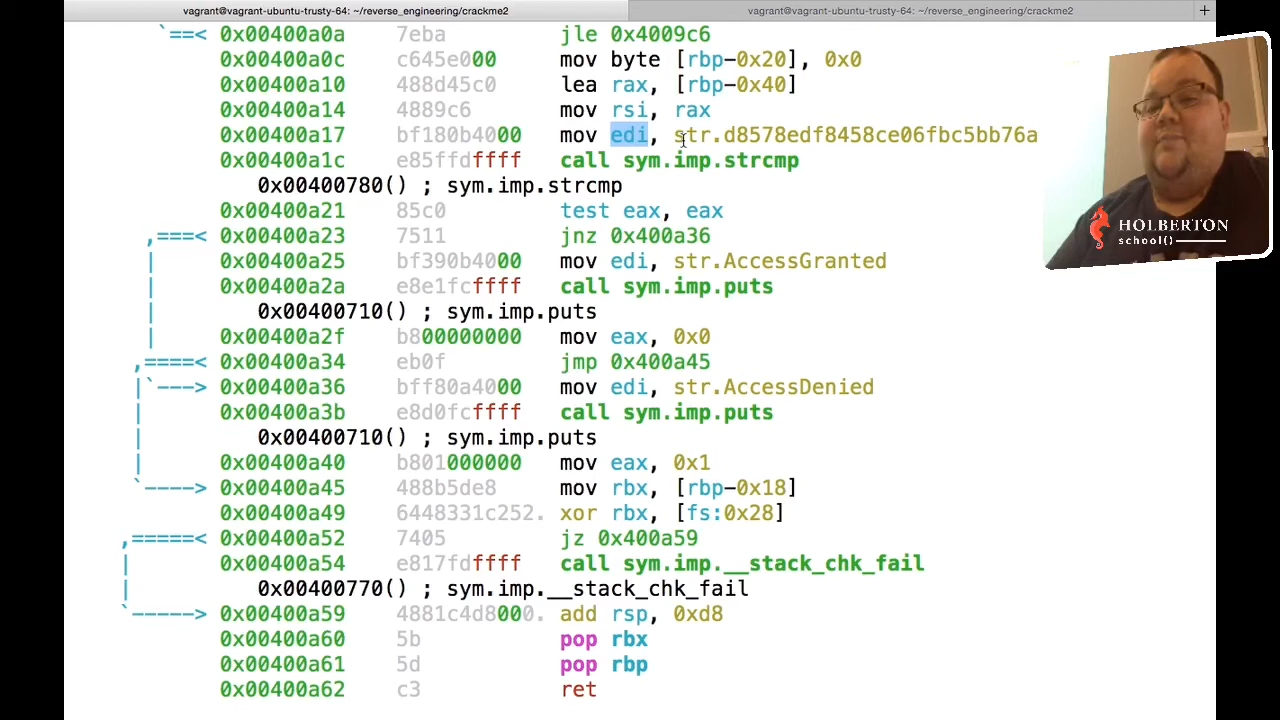 vagrant@vagrant-ubuntu-trusty-64: ~/reverse_engineering/crackme2 vagrant@vagrant-ubuntu-trusty-64: ~/reverse_engineering/crackme2 +
`==< 0x00400a0a 7eba jle 0x4009c6
0x00400a0c c645e000 mov byte [rbp-0x20], 0x0
0x00400a10 488d45c0 lea rax, [rbp-0x40]
0x00400a14 4889c6 mov rsi, rax
0x00400a17 bf180b4000 mov edi, str.d8578edf8458ce06fbc5bb76a
0x00400a1c e85ffdffff call sym.imp.strcmp
0x00400780() ; sym.imp.strcmp
0x00400a21 85c0 test eax, eax
,===< 0x00400a23 7511 jnz 0x400a36
| 0x00400a25 bf390b4000 mov edi, str.AccessGranted
| 0x00400a2a e8e1fcffff call sym.imp.puts
| 0x00400710() ; sym.imp.puts
| 0x00400a2f b800000000 mov eax, 0x0
,====< 0x00400a34 eb0f jmp 0x400a45
|`---> 0x00400a36 bff80a4000 mov edi, str.AccessDenied
| 0x00400a3b e8d0fcffff call sym.imp.puts
| 0x00400710() ; sym.imp.puts
| 0x00400a40 b801000000 mov eax, 0x1
`----> 0x00400a45 488b5de8 mov rbx, [rbp-0x18]
0x00400a49 6448331c252. xor rbx, [fs:0x28]
,=====< 0x00400a52 7405 jz 0x400a59
| 0x00400a54 e817fdffff call sym.imp.__stack_chk_fail
| 0x00400770() ; sym.imp.__stack_chk_fail
`-----> 0x00400a59 4881c4d8000. add rsp, 0xd8
0x00400a60 5b pop rbx
0x00400a61 5d pop rbp
0x00400a62 c3 ret
HOLBERTON
school()